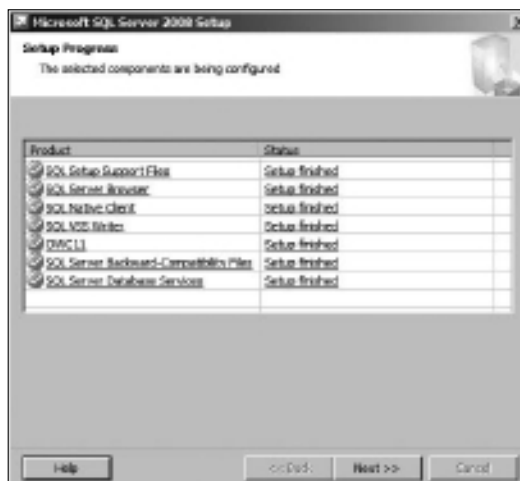 Microsoft SQL Server 2008 Setup
Setup Progress
The selected components are being configured
Product Status
SQL Setup Support Files Setup finished
SQL Server Browser Setup finished
SQL Native Client Setup finished
SQL VSS Writer Setup finished
OWC11 Setup finished
SQL Server Backward-Compatibility Files Setup finished
SQL Server Database Services Setup finished
Help << Back Next >> Cancel